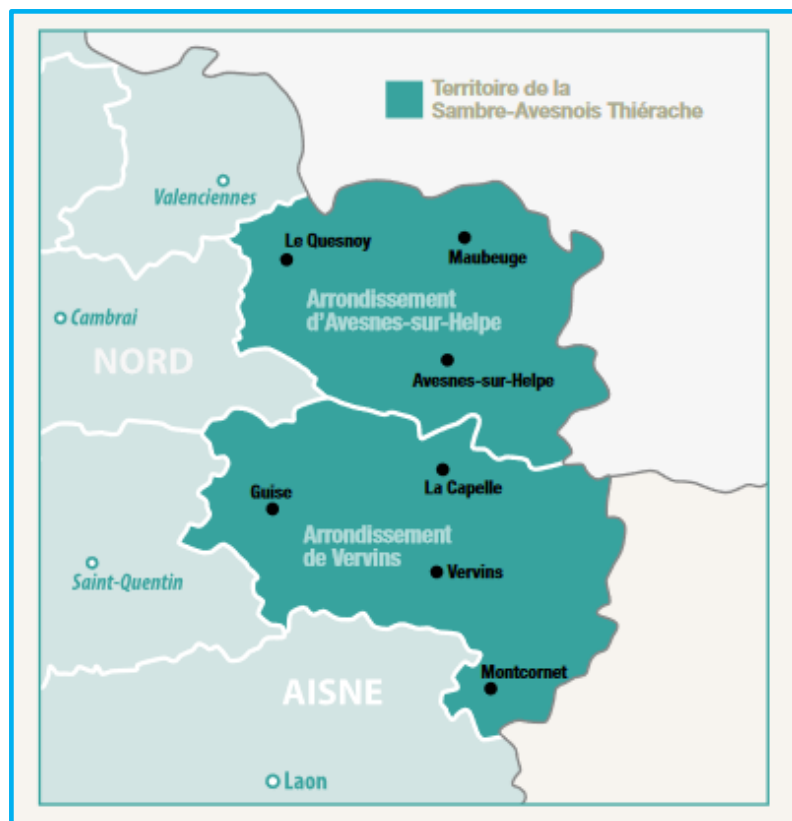 Territoire de la
Sambre-Avesnois Thiérache
Valenciennes
Le Quesnoy
Maubeuge
Arrondissement
d'Avesnes-sur-Helpe
Cambrai
NORD
Avesnes-sur-Helpe
La Capelle
Guise
Arrondissement
de Vervins
Saint-Quentin
Vervins
Montcornet
AISNE
Laon